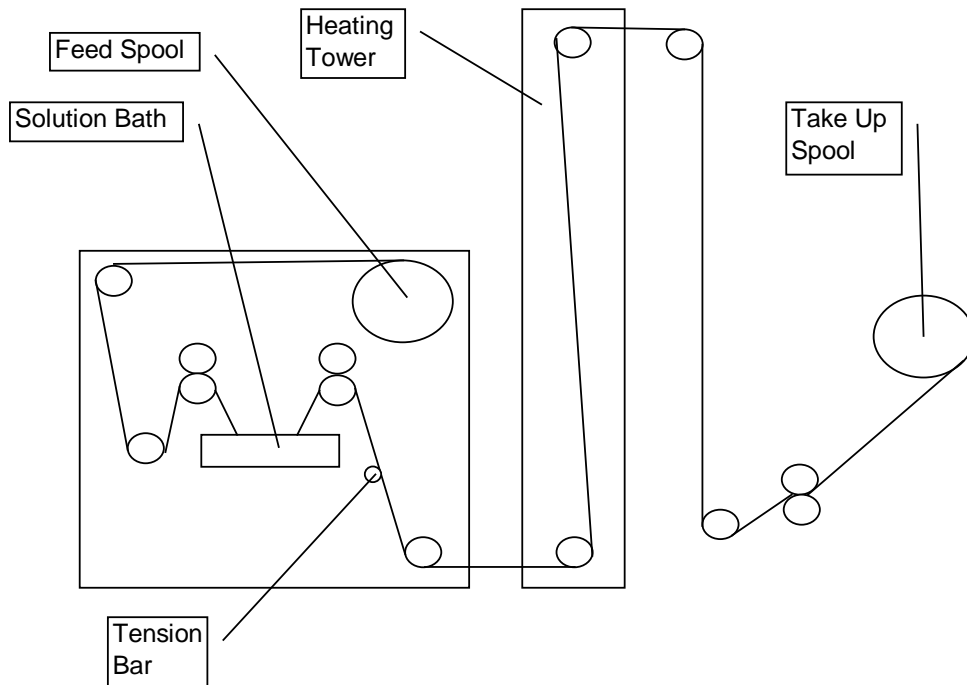 Heating
Tower
Feed Spool
Solution Bath
Take Up
Spool
Tension
Bar